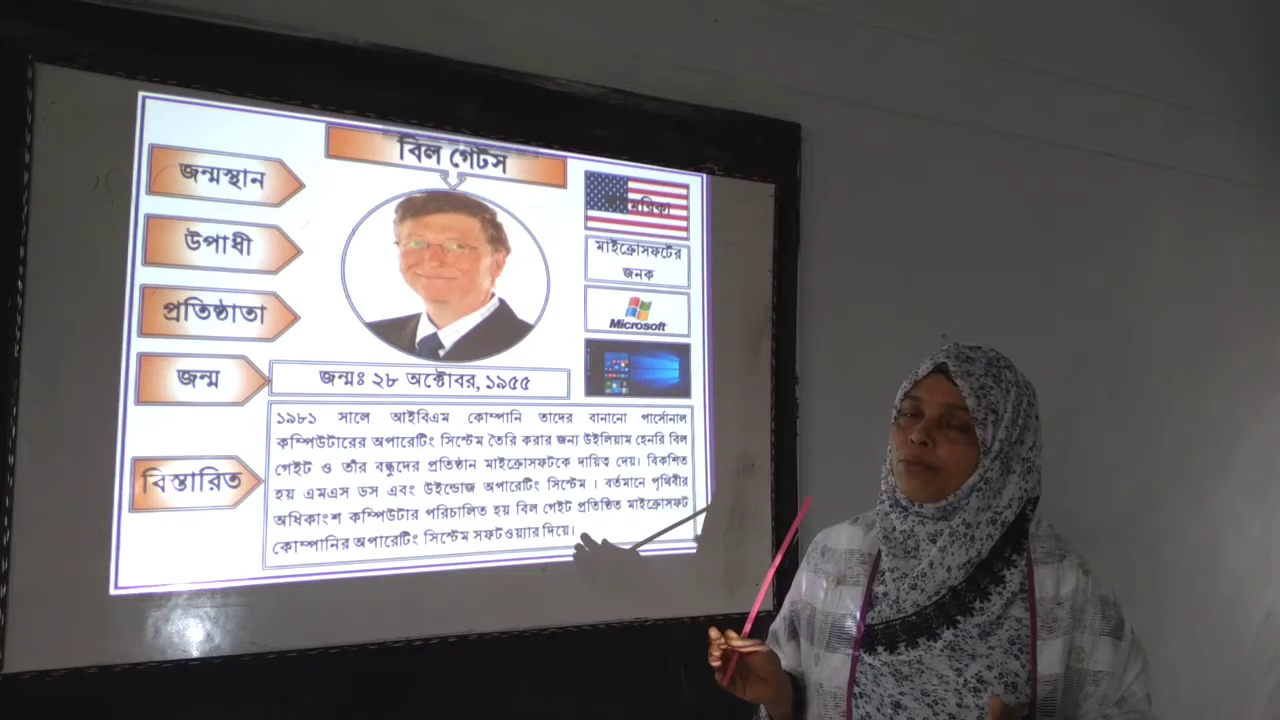 বিল গেটস
জন্মস্থান
উপাধী
মাইক্রোসফটের
জনক
প্রতিষ্ঠাতা
Microsoft
জন্ম
জন্মঃ ২৮ অক্টোবর, ১৯৫৫
বিস্তারিত
১৯৮১ সালে আইবিএম কোম্পানি তাদের বানানো পার্সোনাল
কম্পিউটারের অপারেটিং সিস্টেম তৈরি করার জন্য উইলিয়াম হেনরি বিল
গেইট ও তাঁর বন্ধুদের প্রতিষ্ঠান মাইক্রোসফটকে দায়িত্ব দেয়। বিকশিত
হয় এমএস ডস এবং উইন্ডোজ অপারেটিং সিস্টেম । বর্তমানে পৃথিবীর
অধিকাংশ কম্পিউটার পরিচালিত হয় বিল গেইট প্রতিষ্ঠিত মাইক্রোসফট
কোম্পানির অপারেটিং সিস্টেম সফটওয়্যার দিয়ে।